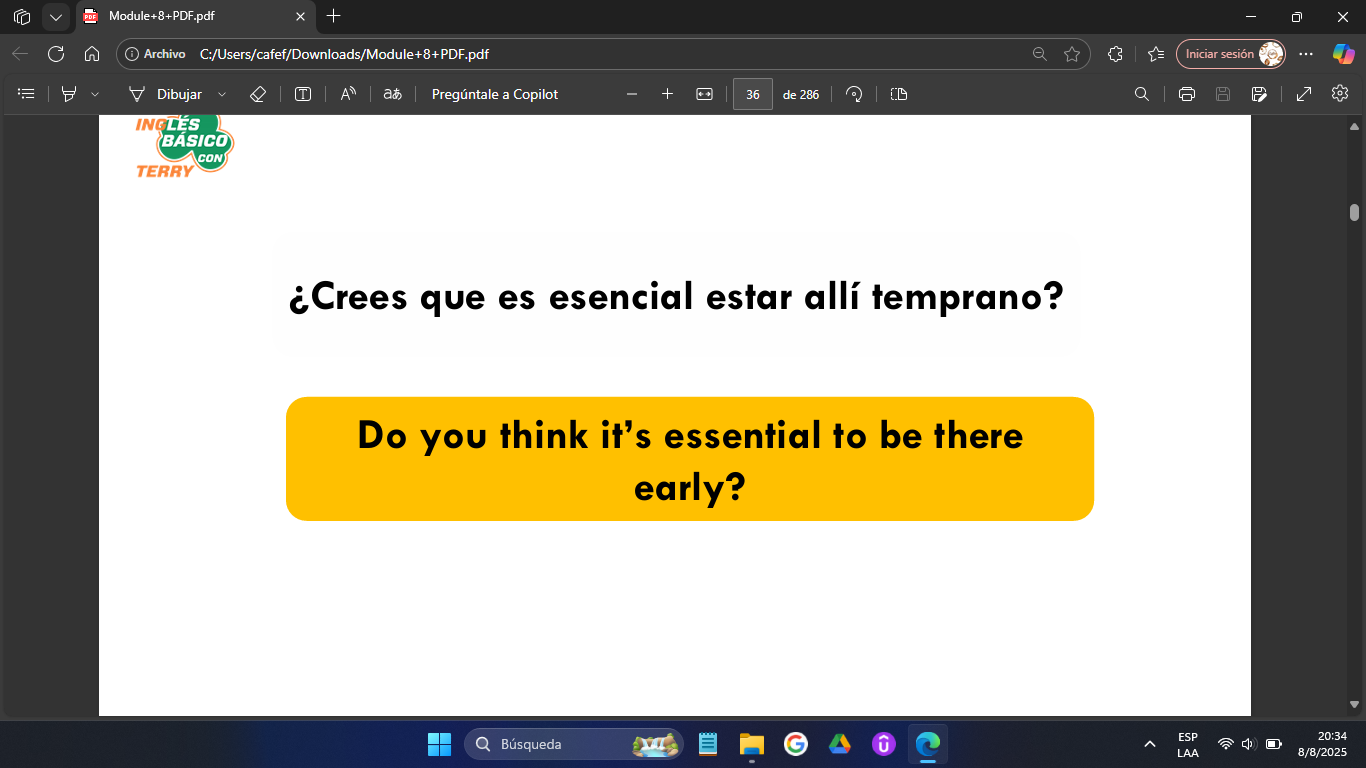 Module+8+PDF.pdf
Archivo C:/Users/cafef/Downloads/Module+8+PDF.pdf Iniciar sesión
Dibujar Pregúntale a Copilot 36 de 286
INGLÉS
BÁSICO
CON
TERRY
¿Crees que es esencial estar allí temprano?
Do you think it’s essential to be there
early?
Búsqueda
ESP
LAA
20:34
8/8/2025